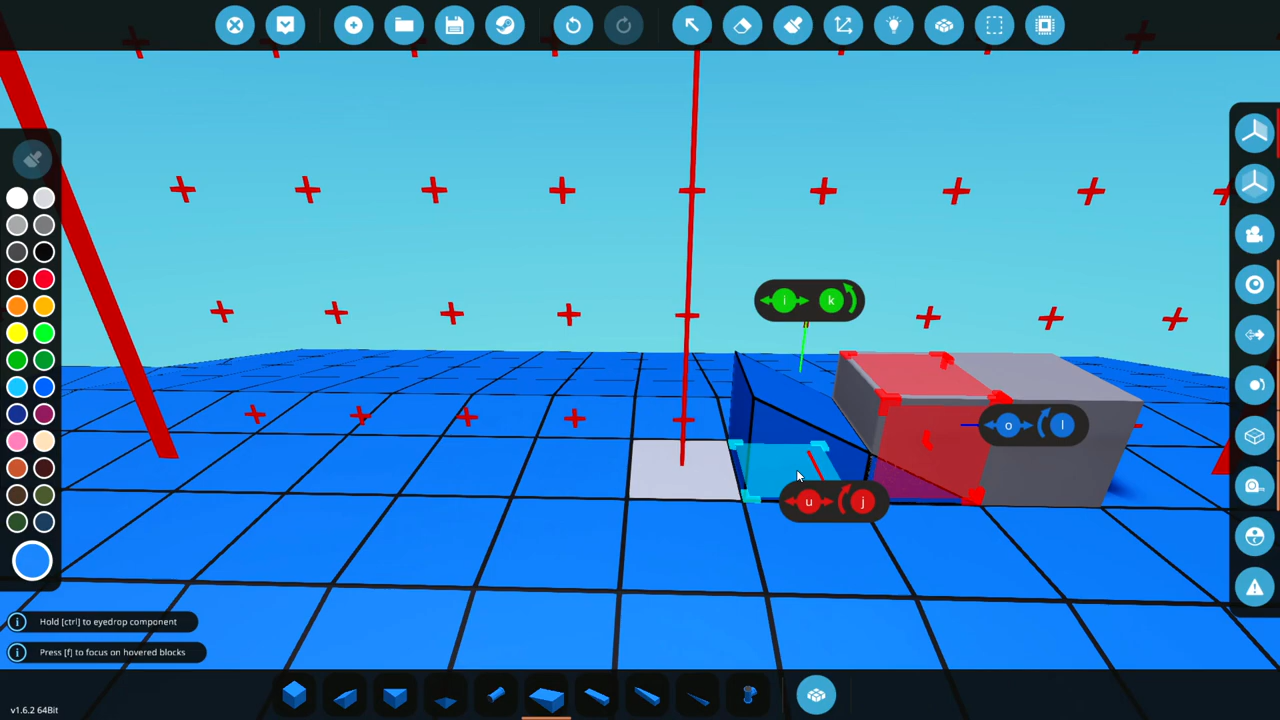 i k
o l
u j
Hold [ctrl] to eyedrop component
Press [f] to focus on hovered blocks
v1.6.2 64Bit